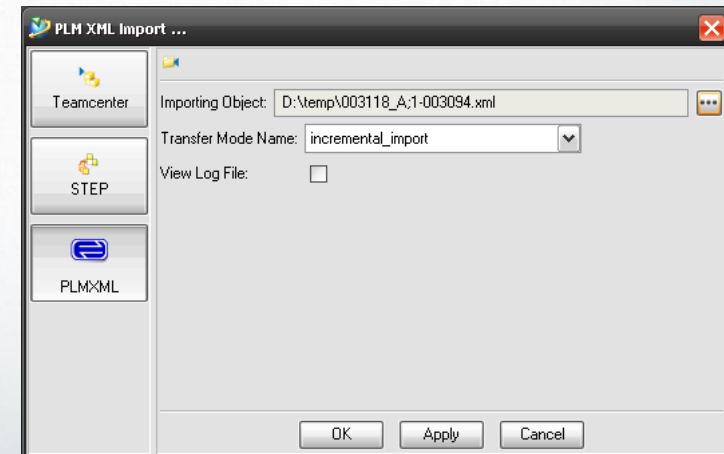 PLM XML Import ...
Teamcenter
STEP
PLMXML
Importing Object: D:\temp\003118_A;1-003094.xml
Transfer Mode Name: incremental_import
View Log File:
OK Apply Cancel